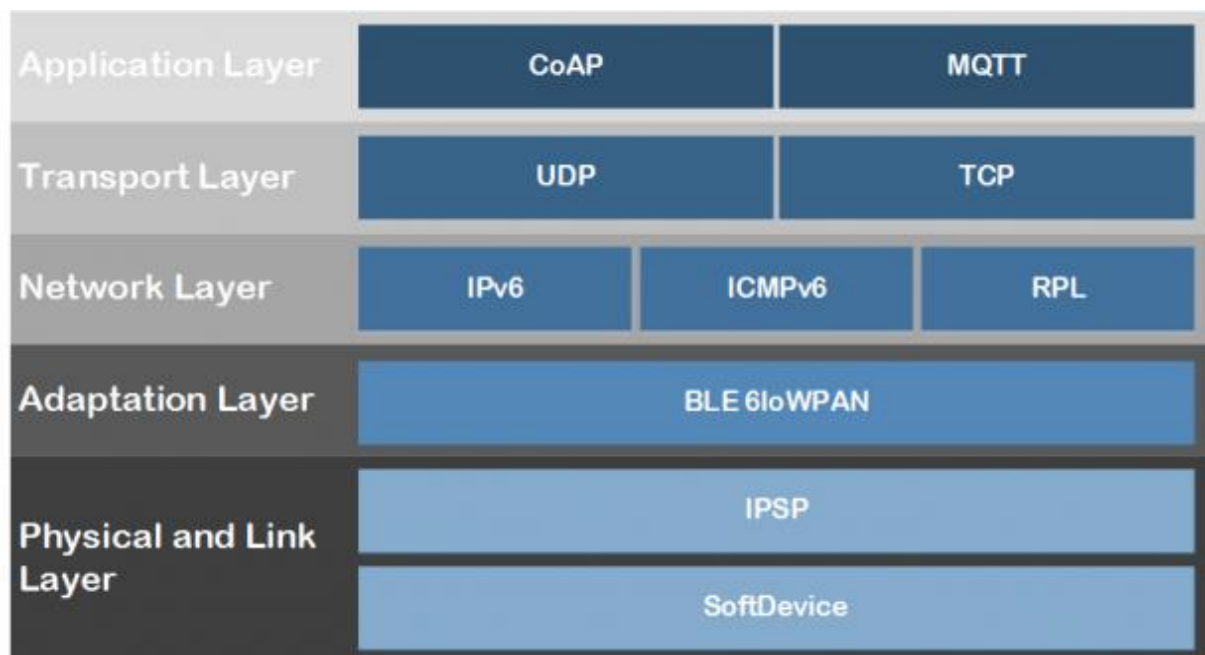 Application Layer
CoAP
MQTT
Transport Layer
UDP
TCP
Network Layer
IPv6
ICMPv6
RPL
Adaptation Layer
BLE 6loWPAN
Physical and Link
Layer
IPSP
SoftDevice